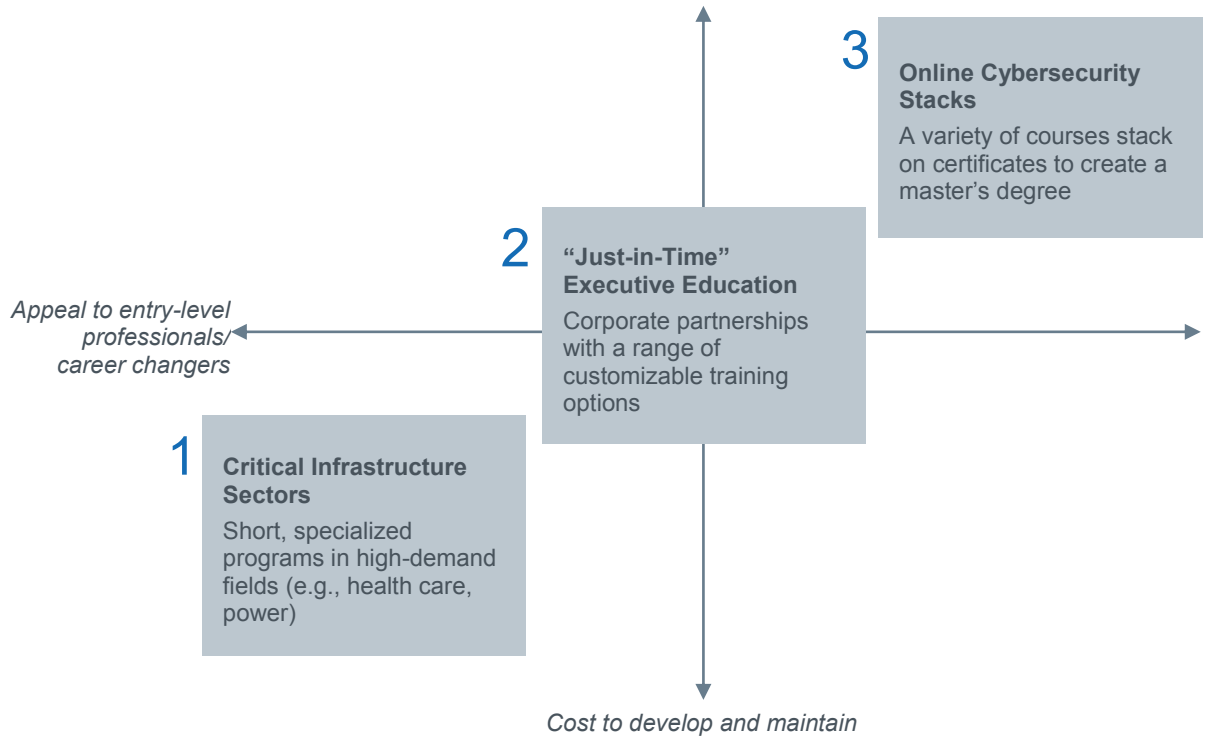 3
Online Cybersecurity
Stacks
A variety of courses stack
on certificates to create a
master’s degree
2
“Just-in-Time”
Executive Education
Corporate partnerships
with a range of
customizable training
options
Appeal to entry-level
professionals/
career changers
1
Critical Infrastructure
Sectors
Short, specialized
programs in high-demand
fields (e.g., health care,
power)
Cost to develop and maintain